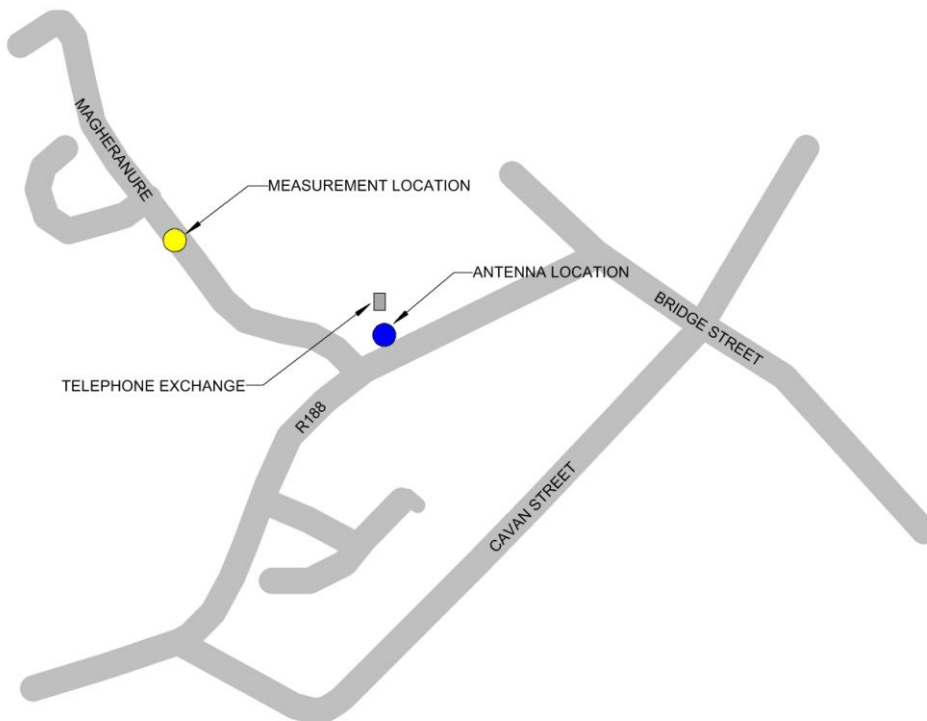 MAGHERANURE
MEASUREMENT LOCATION
ANTENNA LOCATION
BRIDGE STREET
TELEPHONE EXCHANGE
R188
CAVAN STREET